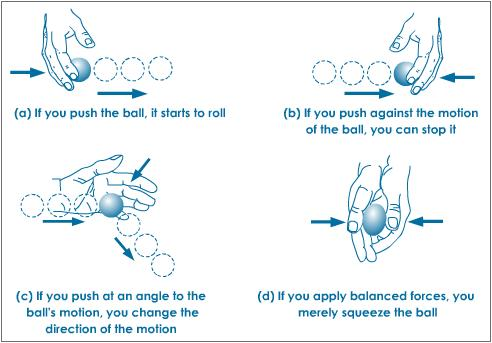 (a) If you push the ball, it starts to roll
(b) If you push against the motion
of the ball, you can stop it
(c) If you push at an angle to the
ball's motion, you change the
direction of the motion
(d) If you apply balanced forces, you
merely squeeze the ball